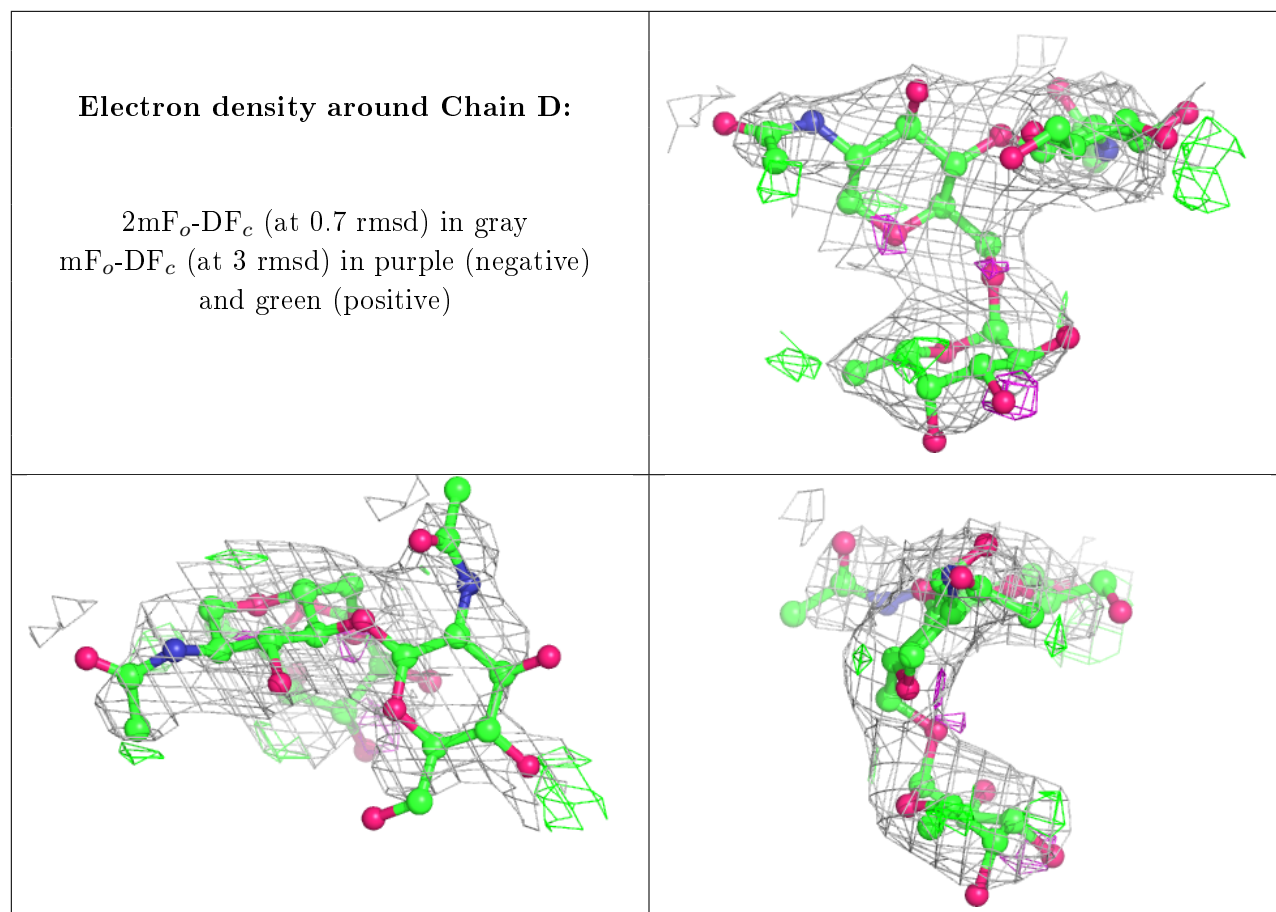 Electron density around Chain D:
2mFₒ-DF𝒸 (at 0.7 rmsd) in gray
mFₒ-DF𝒸 (at 3 rmsd) in purple (negative)
and green (positive)